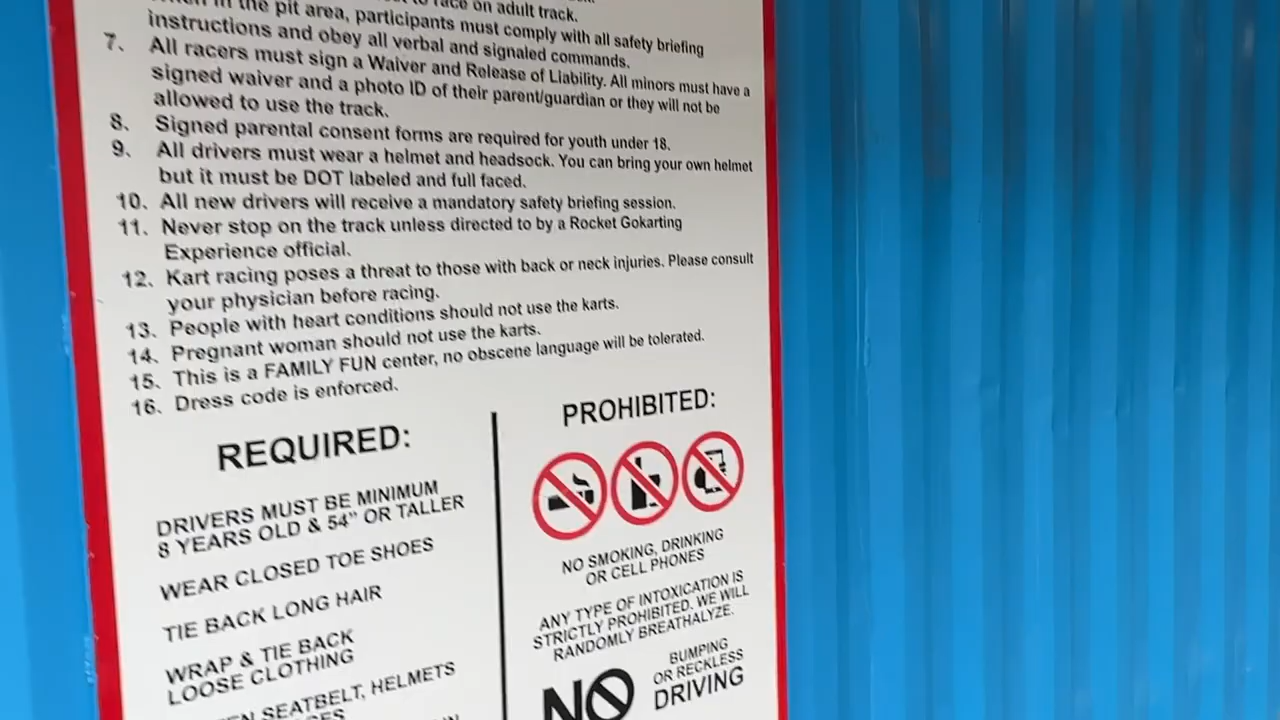 in the pit area, participants must comply with all safety briefing
instructions and obey all verbal and signaled commands.
7. All racers must sign a Waiver and Release of Liability. All minors must have a
signed waiver and a photo ID of their parent/guardian or they will not be
allowed to use the track.
8. Signed parental consent forms are required for youth under 18.
9. All drivers must wear a helmet and headsock. You can bring your own helmet
but it must be DOT labeled and full faced.
10. All new drivers will receive a mandatory safety briefing session.
11. Never stop on the track unless directed to by a Rocket Gokarting
Experience official.
12. Kart racing poses a threat to those with back or neck injuries. Please consult
your physician before racing.
13. People with heart conditions should not use the karts.
14. Pregnant woman should not use the karts.
15. This is a FAMILY FUN center, no obscene language will be tolerated.
16. Dress code is enforced.
REQUIRED:
DRIVERS MUST BE MINIMUM
8 YEARS OLD & 54" OR TALLER
WEAR CLOSED TOE SHOES
TIE BACK LONG HAIR
WRAP & TIE BACK
LOOSE CLOTHING
SEATBELT, HELMETS
PROHIBITED:
NO SMOKING, DRINKING
OR CELL PHONES
ANY TYPE OF INTOXICATION IS
STRICTLY PROHIBITED. WE WILL
RANDOMLY BREATHALYZE.
NO
BUMPING
OR RECKLESS
DRIVING